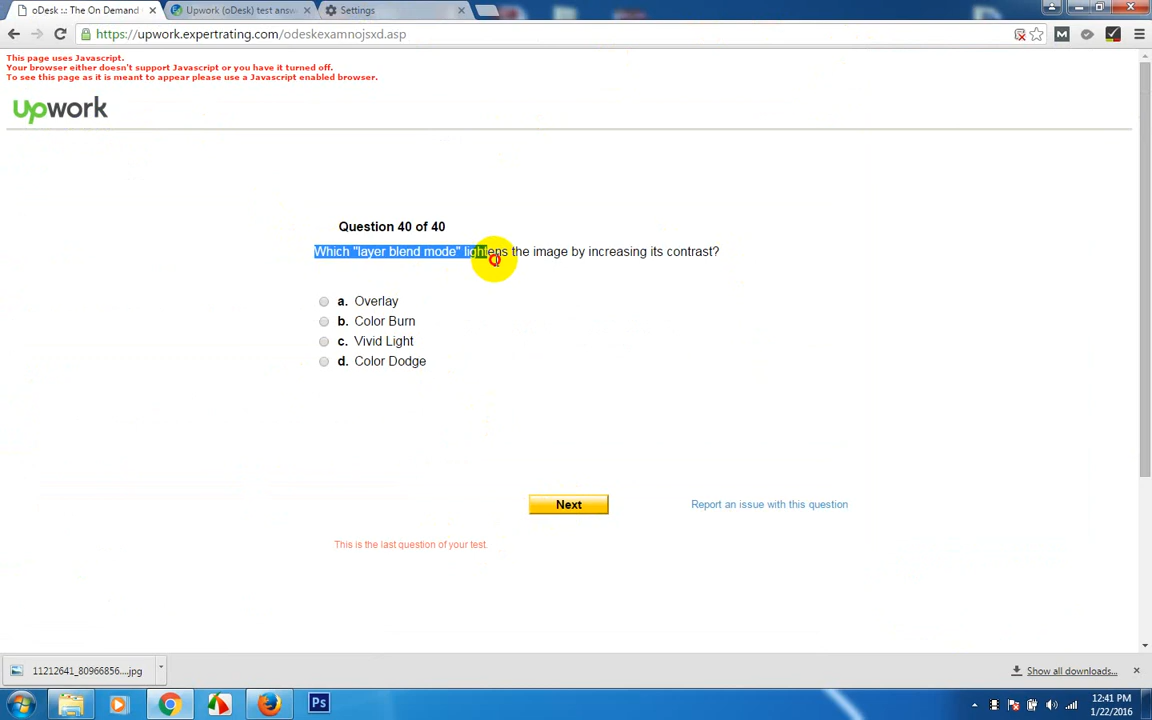 oDesk ::: The On Demand
Upwork (oDesk) test answ
Settings
https://upwork.expertrating.com/odeskexamnojsxd.asp
This page uses Javascript.
Your browser either doesn't support Javascript or you have it turned off.
To see this page as it is meant to appear please use a Javascript enabled browser.
Upwork
Question 40 of 40
Which "layer blend mode" lightens the image by increasing its contrast?
a. Overlay
b. Color Burn
c. Vivid Light
d. Color Dodge
Next
Report an issue with this question
This is the last question of your test.
11212641_80966856....jpg
Show all downloads...
Ps
12:41 PM
1/22/2016